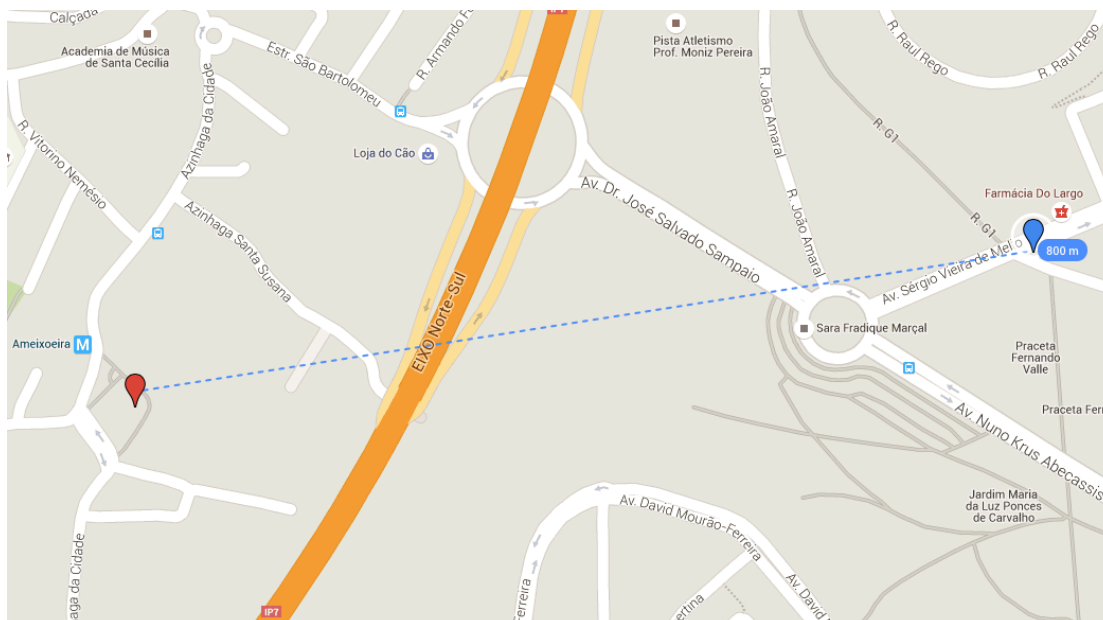 Calçada
IP7
Academia de Música
de Santa Cecília
Estr. São Bartolomeu
R. Armando
Pista Atletismo
Prof. Moniz Pereira
R. João Amaral
R. Raul Rego
R. Raul Rego
Azinhaga da Cidade
R. Vitorino Nemésio
Loja do Cão
R. G1
Av. Dr. José Salvado Sampaio
R. João Amaral
Farmácia Do Largo
R. G1
Azinhaga Santa Susana
Av. Sérgio Vieira de Mello
800 m
EIXO Norte-Sul
Ameixoeira
M
Sara Fradique Marçal
Praceta
Fernando
Valle
Praceta Fer
Av. Nuno Krus Abecassis
Av. David Mourão-Ferreira
Jardim Maria
da Luz Ponces
de Carvalho
aga da Cidade
Ferreira
ertina
Av. David M
IP7